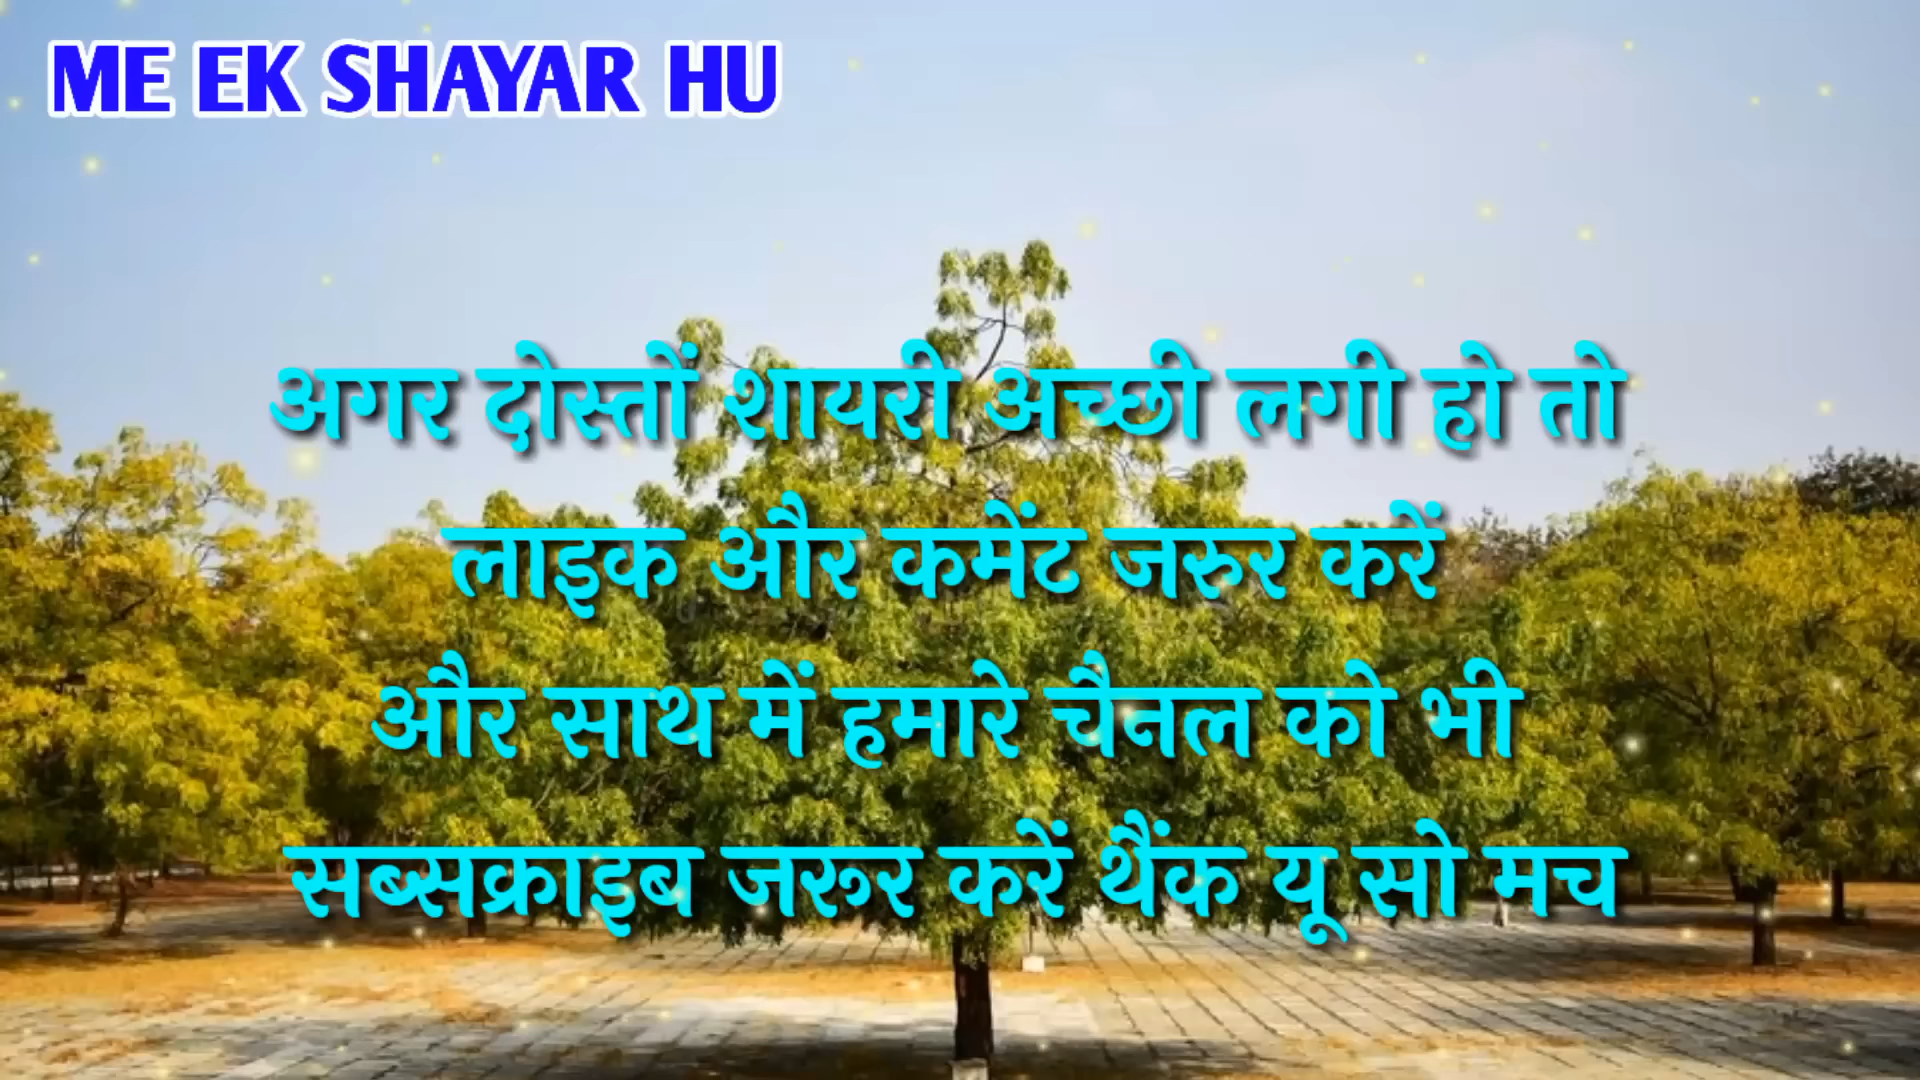 ME EK SHAYAR HU
अगर दोस्तों शायरी अच्छी लगी हो तो
लाइक और कमेंट जरुर करें
और साथ में हमारे चैनल को भी
सब्सक्राइब जरूर करें थैंक यू सो मच